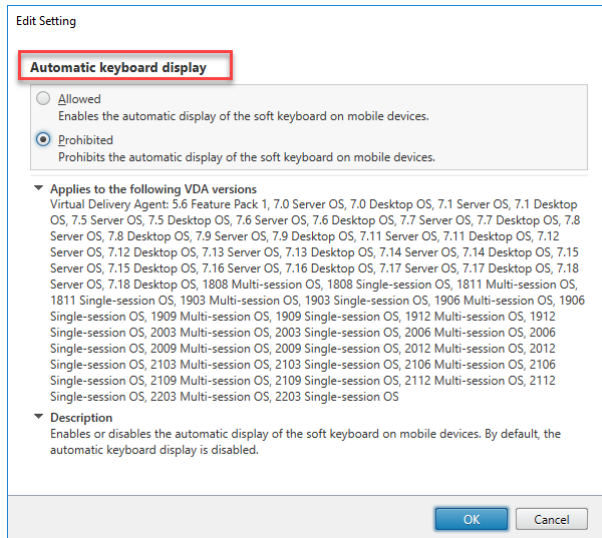 Edit Setting
Automatic keyboard display
Allowed
Enables the automatic display of the soft keyboard on mobile devices.
Prohibited
Prohibits the automatic display of the soft keyboard on mobile devices.
Applies to the following VDA versions
Virtual Delivery Agent: 5.6 Feature Pack 1, 7.0 Server OS, 7.0 Desktop OS, 7.1 Server OS, 7.1 Desktop
OS, 7.5 Server OS, 7.5 Desktop OS, 7.6 Server OS, 7.6 Desktop OS, 7.7 Server OS, 7.7 Desktop OS, 7.8
Server OS, 7.8 Desktop OS, 7.9 Server OS, 7.9 Desktop OS, 7.11 Server OS, 7.11 Desktop OS, 7.12
Server OS, 7.12 Desktop OS, 7.13 Server OS, 7.13 Desktop OS, 7.14 Server OS, 7.14 Desktop OS, 7.15
Server OS, 7.15 Desktop OS, 7.16 Server OS, 7.16 Desktop OS, 7.17 Server OS, 7.17 Desktop OS, 7.18
Server OS, 7.18 Desktop OS, 1808 Multi-session OS, 1808 Single-session OS, 1811 Multi-session OS,
1811 Single-session OS, 1903 Multi-session OS, 1903 Single-session OS, 1906 Multi-session OS, 1906
Single-session OS, 1909 Multi-session OS, 1909 Single-session OS, 1912 Multi-session OS, 1912
Single-session OS, 2003 Multi-session OS, 2003 Single-session OS, 2006 Multi-session OS, 2006
Single-session OS, 2009 Multi-session OS, 2009 Single-session OS, 2012 Multi-session OS, 2012
Single-session OS, 2103 Multi-session OS, 2103 Single-session OS, 2106 Multi-session OS, 2106
Single-session OS, 2109 Multi-session OS, 2109 Single-session OS, 2112 Multi-session OS, 2112
Single-session OS, 2203 Multi-session OS, 2203 Single-session OS
Description
Enables or disables the automatic display of the soft keyboard on mobile devices. By default, the
automatic keyboard display is disabled.
OK
Cancel